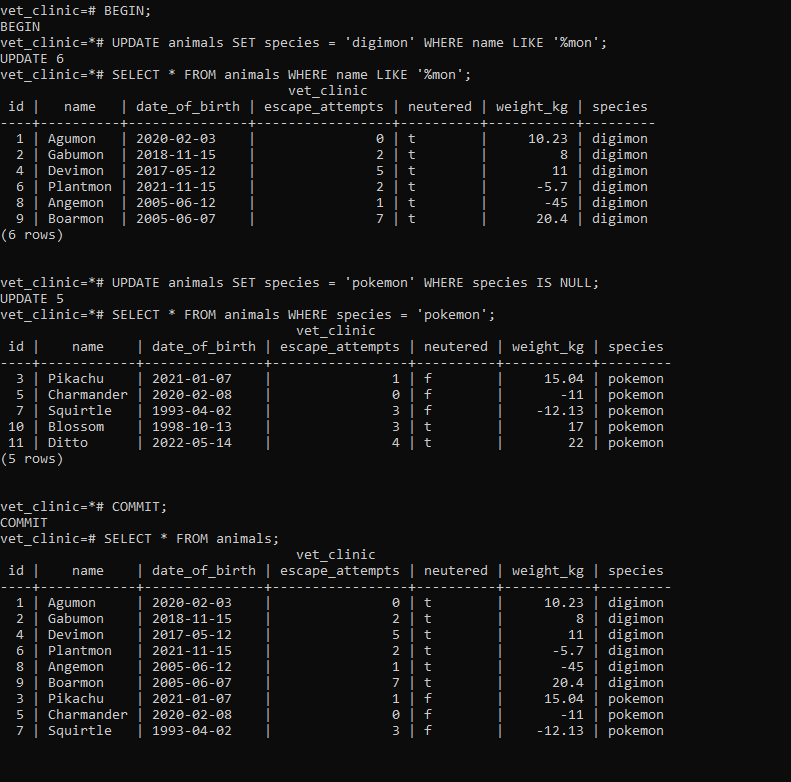 vet_clinic=# BEGIN;
BEGIN
vet_clinic=*# UPDATE animals SET species = 'digimon' WHERE name LIKE '%mon';
UPDATE 6
vet_clinic=*# SELECT * FROM animals WHERE name LIKE '%mon';
                                    vet_clinic
 id |   name    | date_of_birth | escape_attempts | neutered | weight_kg | species
----+-----------+---------------+-----------------+----------+-----------+---------
  1 | Agumon    | 2020-02-03    |               0 | t        |     10.23 | digimon
  2 | Gabumon   | 2018-11-15    |               2 | t        |         8 | digimon
  4 | Devimon   | 2017-05-12    |               5 | t        |        11 | digimon
  6 | Plantmon  | 2021-11-15    |               2 | t        |      -5.7 | digimon
  8 | Angemon   | 2005-06-12    |               1 | t        |       -45 | digimon
  9 | Boarmon   | 2005-06-07    |               7 | t        |      20.4 | digimon
(6 rows)
vet_clinic=*# UPDATE animals SET species = 'pokemon' WHERE species IS NULL;
UPDATE 5
vet_clinic=*# SELECT * FROM animals WHERE species = 'pokemon';
                                     vet_clinic
 id |    name    | date_of_birth | escape_attempts | neutered | weight_kg | species
----+------------+---------------+-----------------+----------+-----------+---------
  3 | Pikachu    | 2021-01-07    |               1 | f        |     15.04 | pokemon
  5 | Charmander | 2020-02-08    |               0 | f        |       -11 | pokemon
  7 | Squirtle   | 1993-04-02    |               3 | f        |    -12.13 | pokemon
 10 | Blossom    | 1998-10-13    |               3 | t        |        17 | pokemon
 11 | Ditto      | 2022-05-14    |               4 | t        |        22 | pokemon
(5 rows)
vet_clinic=*# COMMIT;
COMMIT
vet_clinic=# SELECT * FROM animals;
                                     vet_clinic
 id |    name    | date_of_birth | escape_attempts | neutered | weight_kg | species
----+------------+---------------+-----------------+----------+-----------+---------
  1 | Agumon     | 2020-02-03    |               0 | t        |     10.23 | digimon
  2 | Gabumon    | 2018-11-15    |               2 | t        |         8 | digimon
  4 | Devimon    | 2017-05-12    |               5 | t        |        11 | digimon
  6 | Plantmon   | 2021-11-15    |               2 | t        |      -5.7 | digimon
  8 | Angemon    | 2005-06-12    |               1 | t        |       -45 | digimon
  9 | Boarmon    | 2005-06-07    |               7 | t        |      20.4 | digimon
  3 | Pikachu    | 2021-01-07    |               1 | f        |     15.04 | pokemon
  5 | Charmander | 2020-02-08    |               0 | f        |       -11 | pokemon
  7 | Squirtle   | 1993-04-02    |               3 | f        |    -12.13 | pokemon